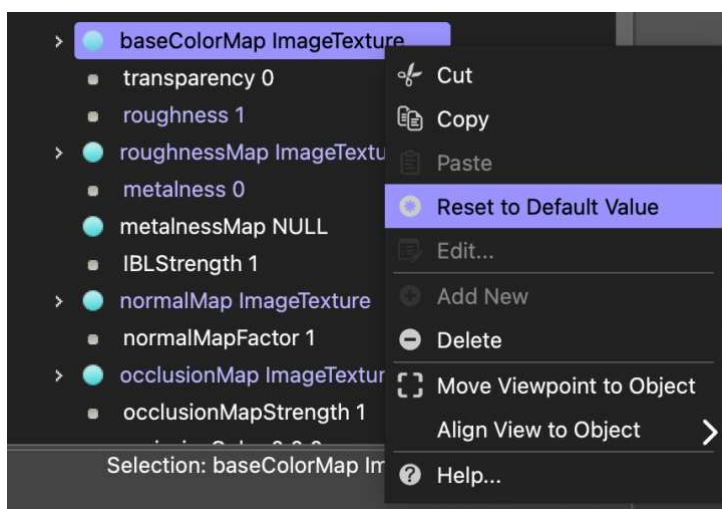 baseColorMap ImageTexture
transparency 0
roughness 1
roughnessMap ImageTextu
metalness 0
metalnessMap NULL
IBLStrength 1
normalMap ImageTexture
normalMapFactor 1
occlusionMap ImageTextur
occlusionMapStrength 1
Selection: baseColorMap Im
Cut
Copy
Paste
Reset to Default Value
Edit...
Add New
Delete
Move Viewpoint to Object
Align View to Object
Help...